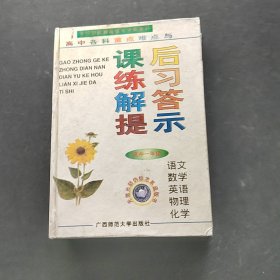 高中各科重点难点与
GAO ZHONG GE KE
ZHONG DIAN NAN
DIAN YU KE HOU
LIAN XI JIE DA
TI SHI
课后
练习
解答
提示
语文
数学
英语
物理
化学
广西师范大学出版社